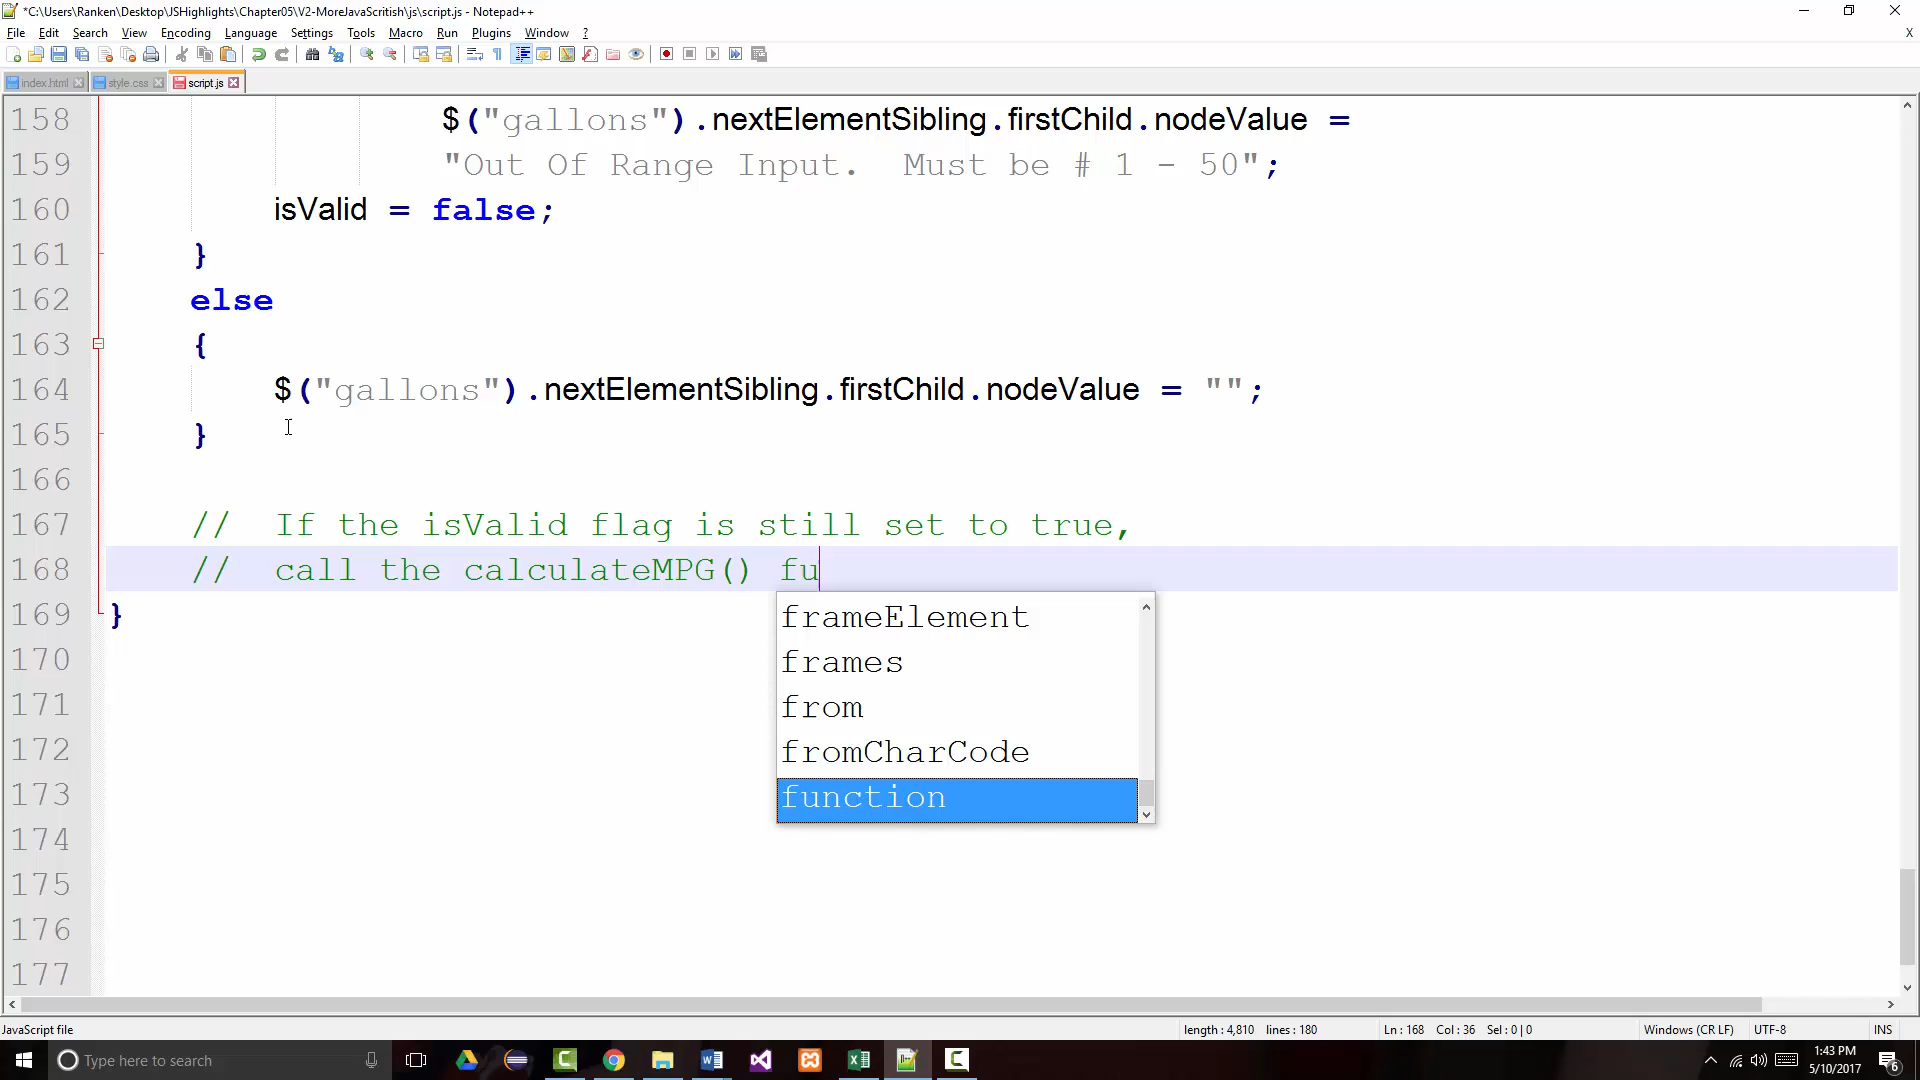 *C:\Users\Ranken\Desktop\JSHighlights\Chapter05\V2-MoreJavaScritish\js\script.js - Notepad++
File Edit Search View Encoding Language Settings Tools Macro Run Plugins Window ? X
index.html style.css script.js
158 $("gallons").nextElementSibling.firstChild.nodeValue =
159 "Out Of Range Input.  Must be # 1 - 50";
160 isValid = false;
161 }
162 else
163 {
164 $("gallons").nextElementSibling.firstChild.nodeValue = "";
165 }
166
167 //  If the isValid flag is still set to true,
168 //  call the calculateMPG() fu
169 }
170
171
172
173
174
175
176
177
frameElement
frames
from
fromCharCode
function
JavaScript file length : 4,810 lines : 180 Ln : 168 Col : 36 Sel : 0 | 0 Windows (CR LF) UTF-8 INS
Type here to search
1:43 PM
5/10/2017
6